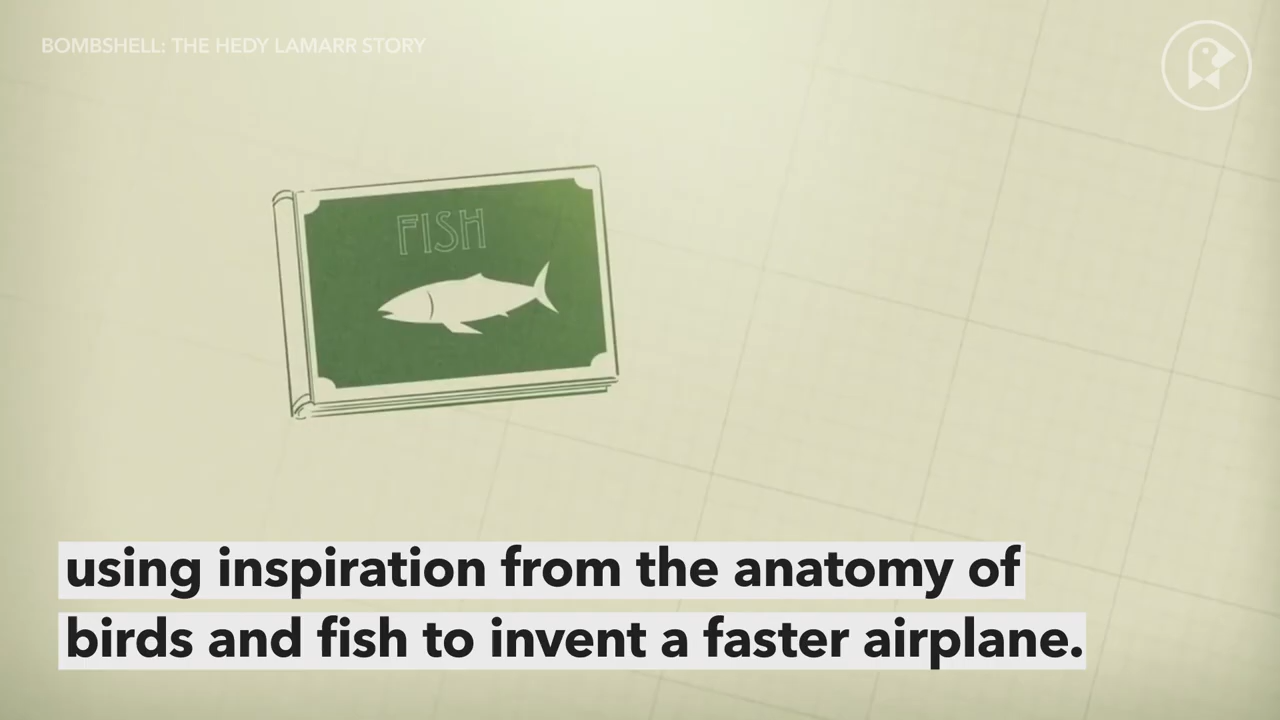 BOMBSHELL: THE HEDY LAMARR STORY
FISH
using inspiration from the anatomy of
birds and fish to invent a faster airplane.